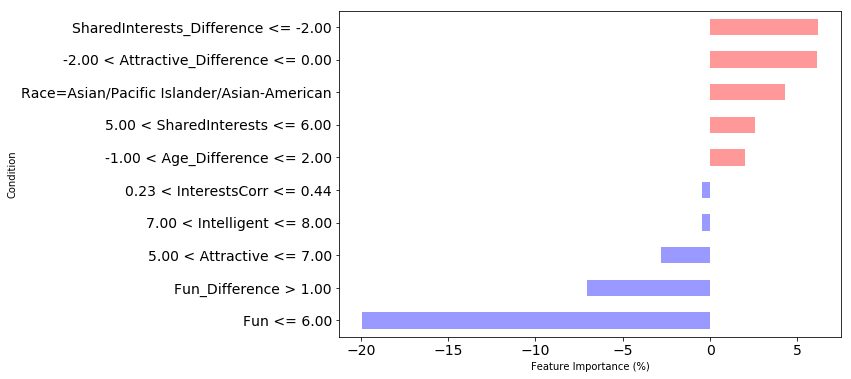 SharedInterests_Difference <= -2.00
-2.00 < Attractive_Difference <= 0.00
Race=Asian/Pacific Islander/Asian-American
5.00 < SharedInterests <= 6.00
-1.00 < Age_Difference <= 2.00
0.23 < InterestsCorr <= 0.44
7.00 < Intelligent <= 8.00
5.00 < Attractive <= 7.00
Fun_Difference > 1.00
Fun <= 6.00
Condition
−20 −15 −10 −5 0 5
Feature Importance (%)